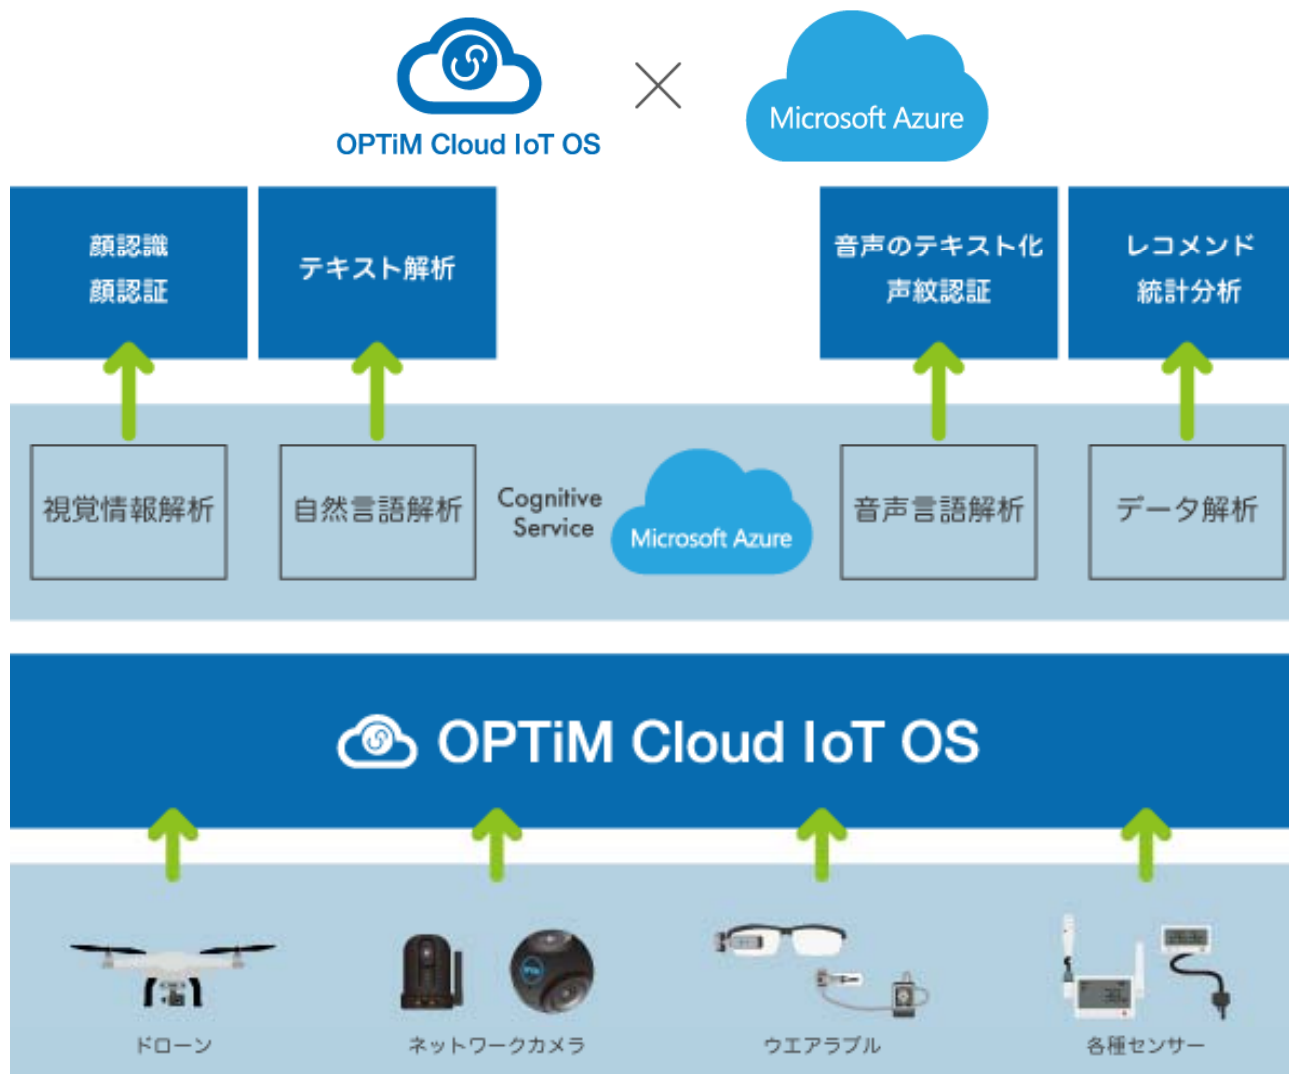 OPTiM Cloud IoT OS
Microsoft Azure
顔認識
顔認証
テキスト解析
音声のテキスト化
声紋認証
レコメンド
統計分析
視覚情報解析
自然言語解析
Cognitive
Service
Microsoft Azure
音声言語解析
データ解析
OPTiM Cloud IoT OS
ドローン
ネットワークカメラ
ウエアラブル
各種センサー